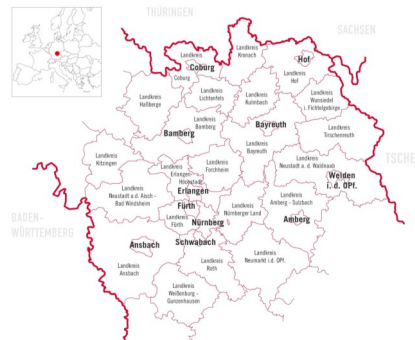 THÜRINGEN
SACHSEN
Landkreis
Kronach
Landkreis
Coburg
Coburg
Hof
Landkreis
Hof
Landkreis
Lichtenfels
Landkreis
Kulmbach
Landkreis
Wunsiedel
i. Fichtelgebirge
Landkreis
Haßberge
Landkreis
Bamberg
Bamberg
Bayreuth
Landkreis
Tirschenreuth
Landkreis
Bayreuth
Landkreis
Kitzingen
Landkreis
Erlangen-
Höchstadt
Landkreis
Forchheim
Landkreis
Neustadt a. d. Waldnaab
TSCHE
Weiden
i. d. OPf.
Landkreis
Neustadt a.d. Aisch -
Bad Windsheim
Erlangen
Fürth
Landkreis
Fürth
Nürnberg
Landkreis
Nürnberger Land
Landkreis
Amberg - Sulzbach
Amberg
BADEN-
WÜRTTEMBERG
Ansbach
Schwabach
Landkreis
Ansbach
Landkreis
Roth
Landkreis
Neumarkt i.d. OPf.
Landkreis
Weißenburg -
Gunzenhausen